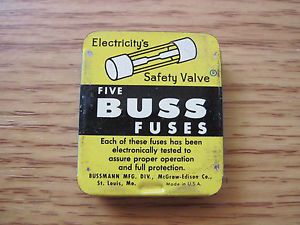 Electricity's
Safety Valve®
FIVE
BUSS
FUSES
Each of these fuses has been
electronically tested to
assure proper operation
and full protection.
BUSSMANN MFG. DIV., McGraw-Edison Co.,
St. Louis, Mo. Made in U.S.A.